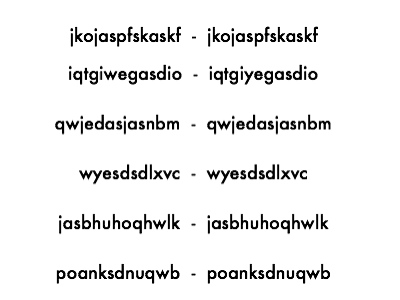 jkojaspfskaskf - jkojaspfskaskf
iqtgiwegasdio - iqtgiyegasdio
qwjedasjasnbm - qwjedasjasnbm
wyesdsdlxvc - wyesdsdlxvc
jasbhuhoqhwlk - jasbhuhoqhwlk
poanksdnuqwb - poanksdnuqwb